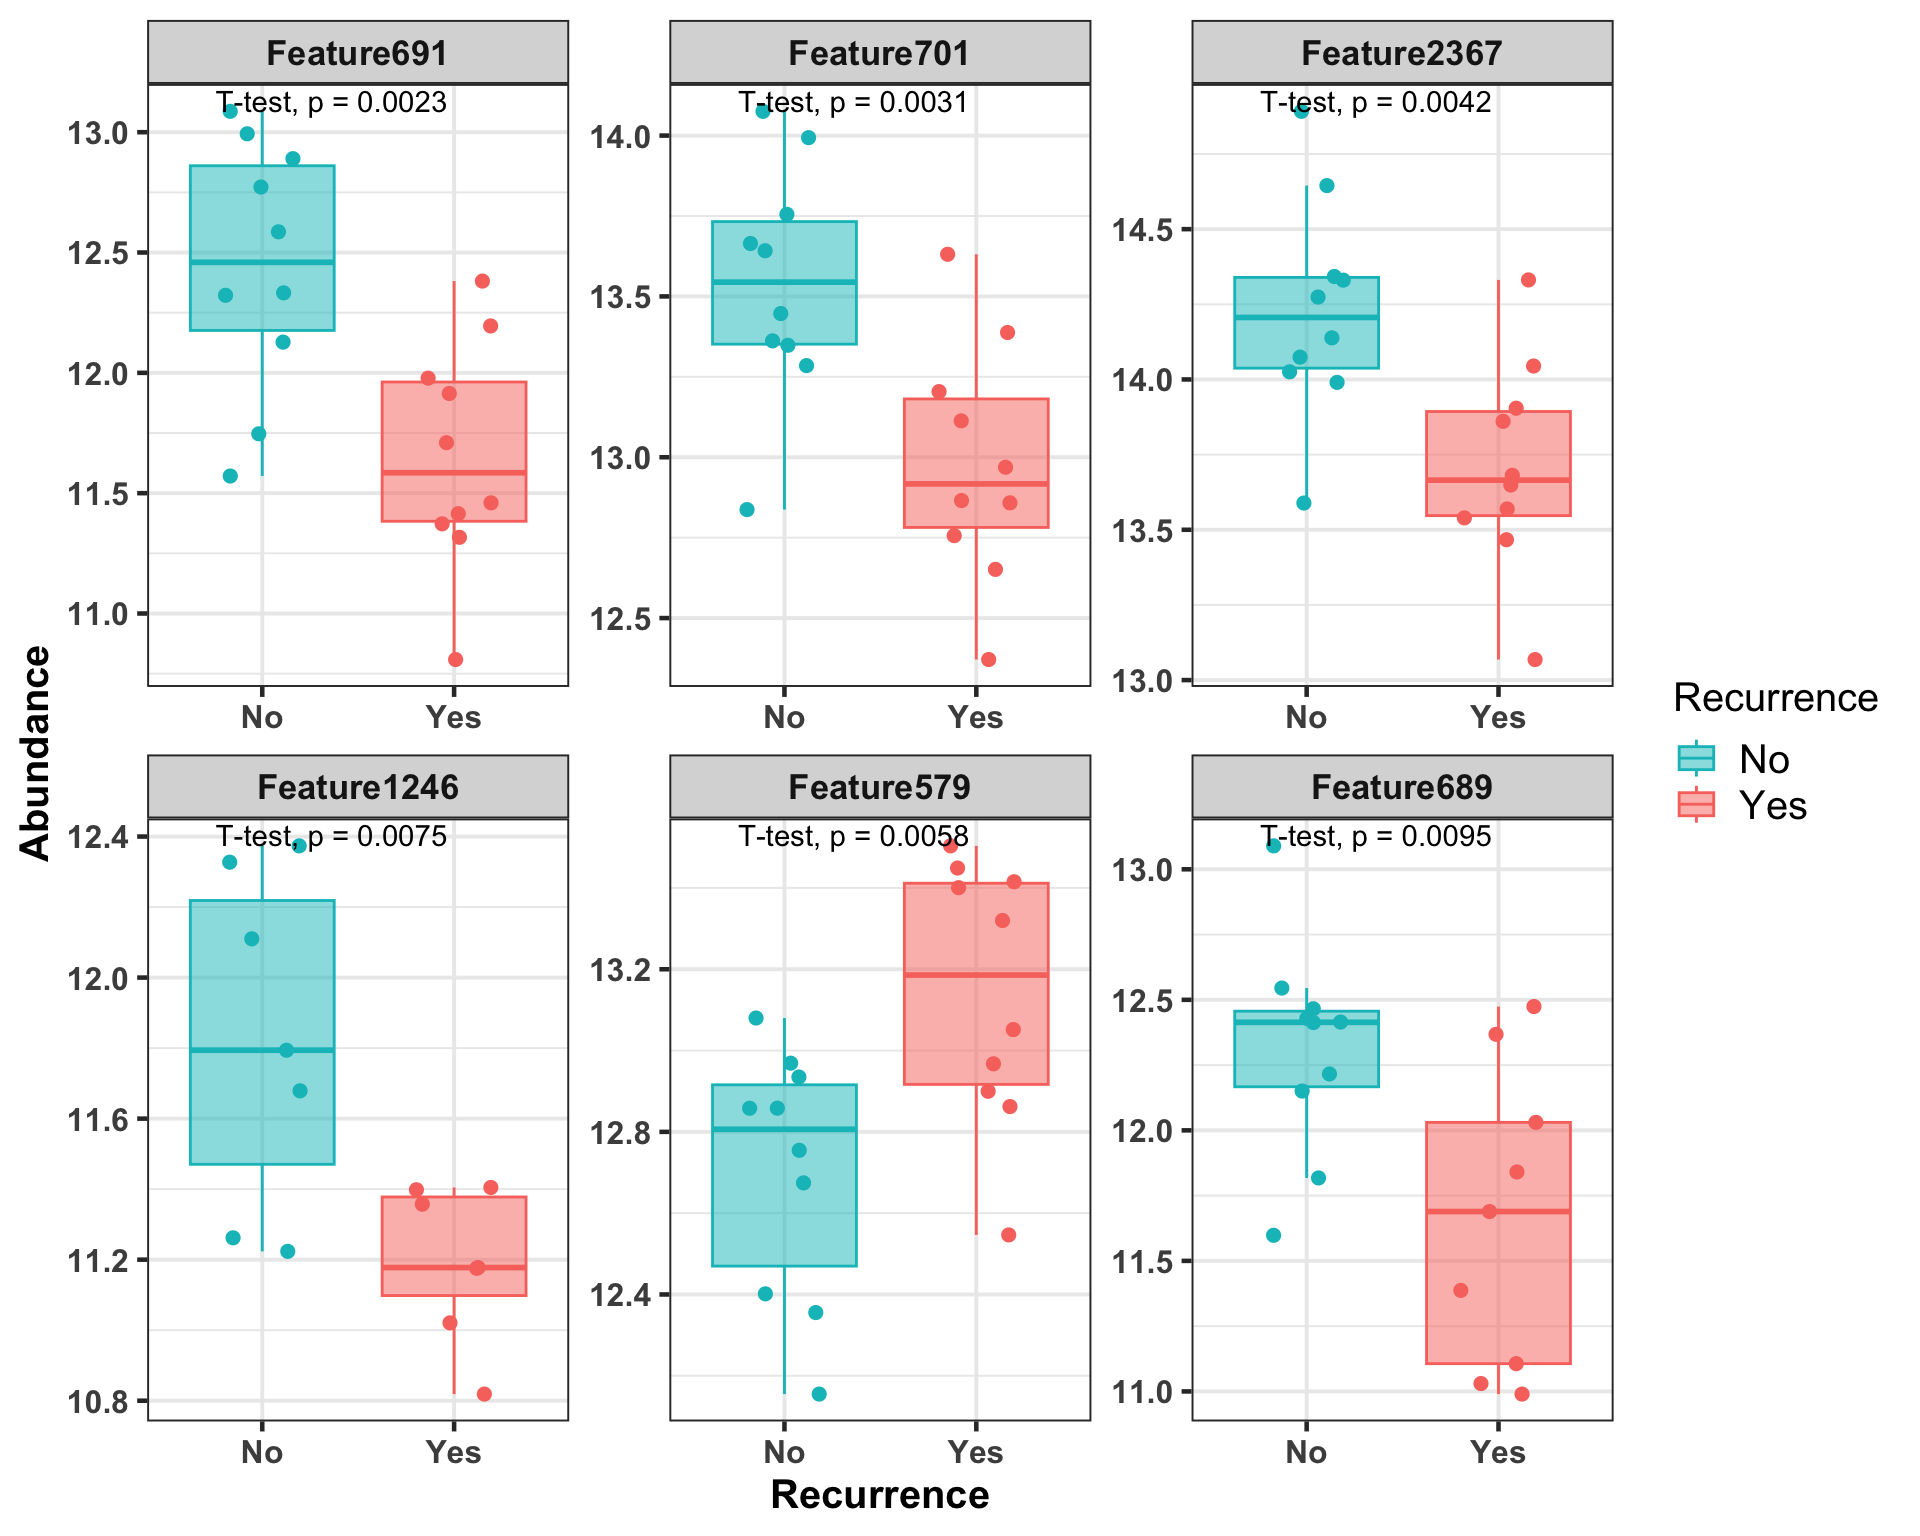 Feature691
Feature701
Feature2367
T-test, p = 0.0023
T-test, p = 0.0031
T-test, p = 0.0042
13.0
12.5
12.0
11.5
11.0
14.0
13.5
13.0
12.5
14.5
14.0
13.5
13.0
No
Yes
No
Yes
No
Yes
Abundance
Feature1246
Feature579
Feature689
T-test, p = 0.0075
T-test, p = 0.0058
T-test, p = 0.0095
12.4
12.0
11.6
11.2
10.8
13.2
12.8
12.4
13.0
12.5
12.0
11.5
11.0
No
Yes
No
Yes
No
Yes
Recurrence
Recurrence
No
Yes